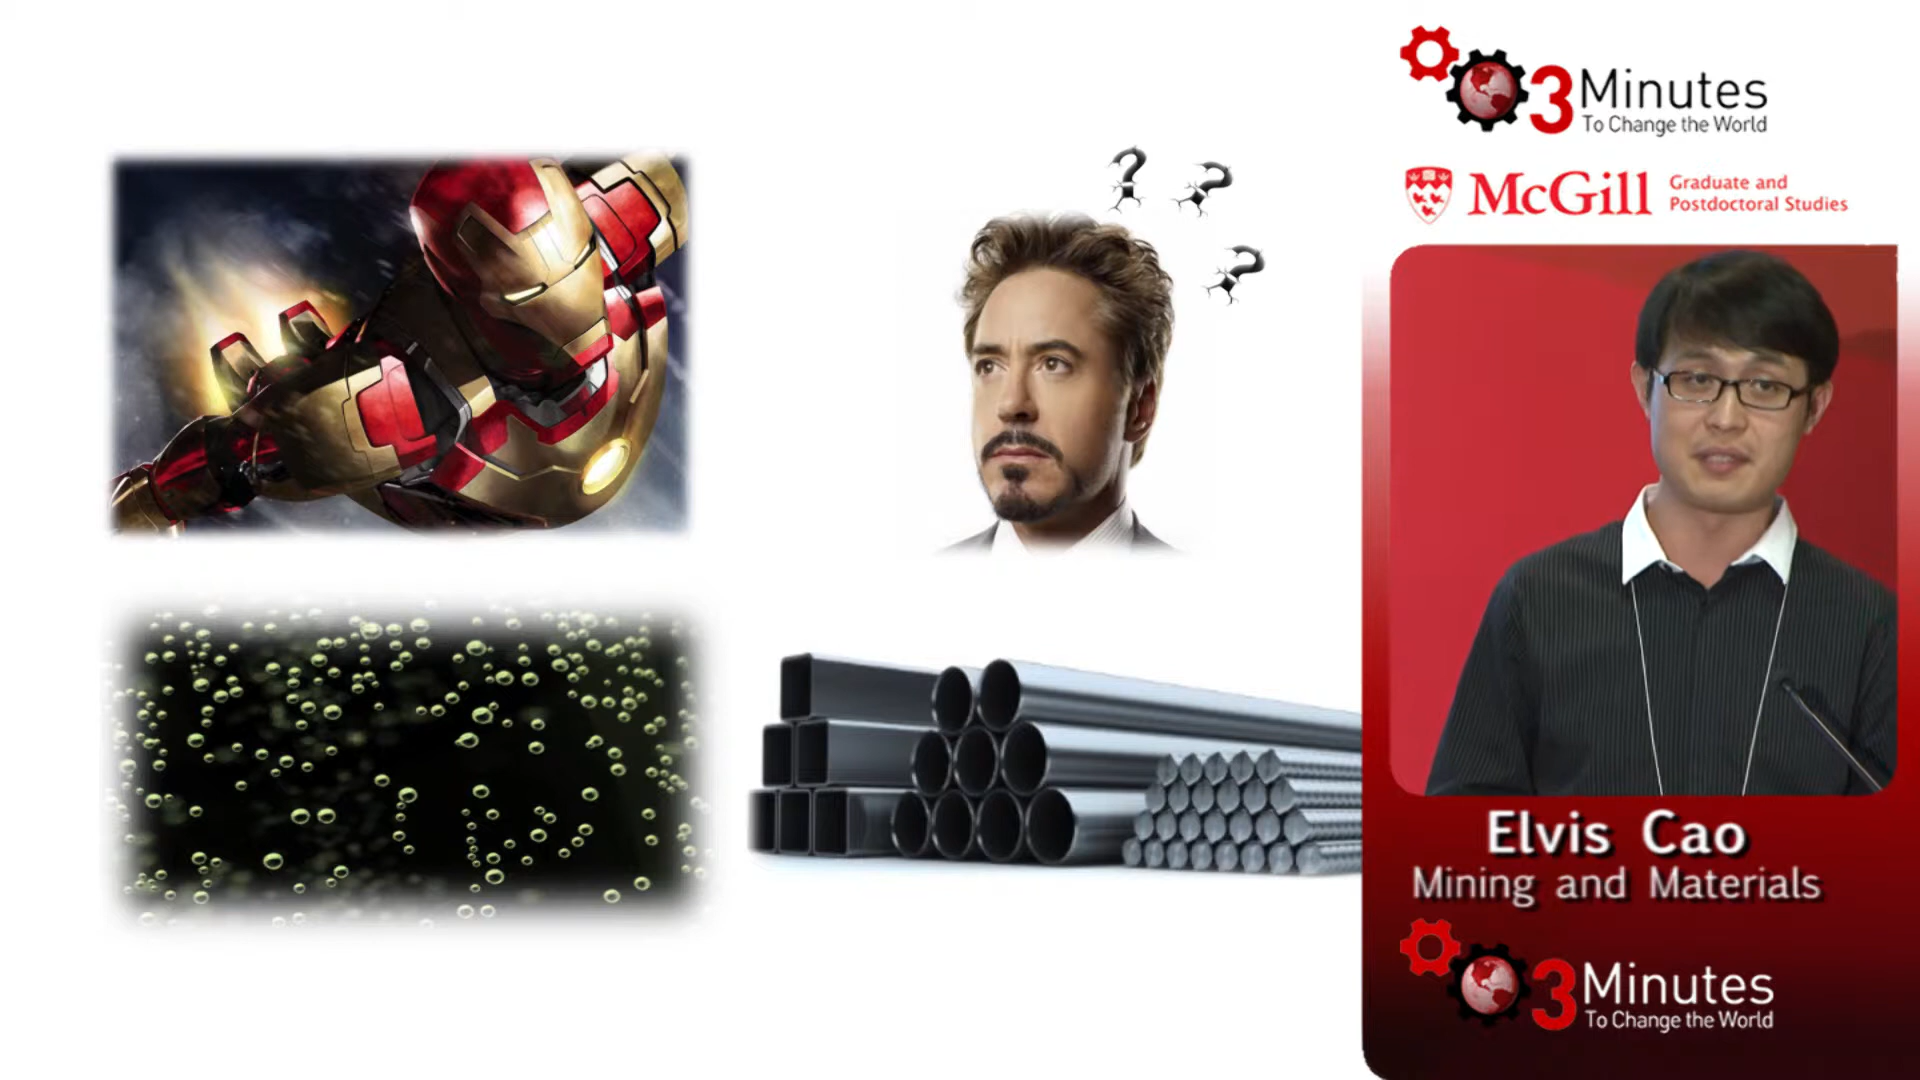 3 Minutes
To Change the World
McGill
Graduate and
Postdoctoral Studies
? ? ?
Elvis Cao
Mining and Materials
3 Minutes
To Change the World